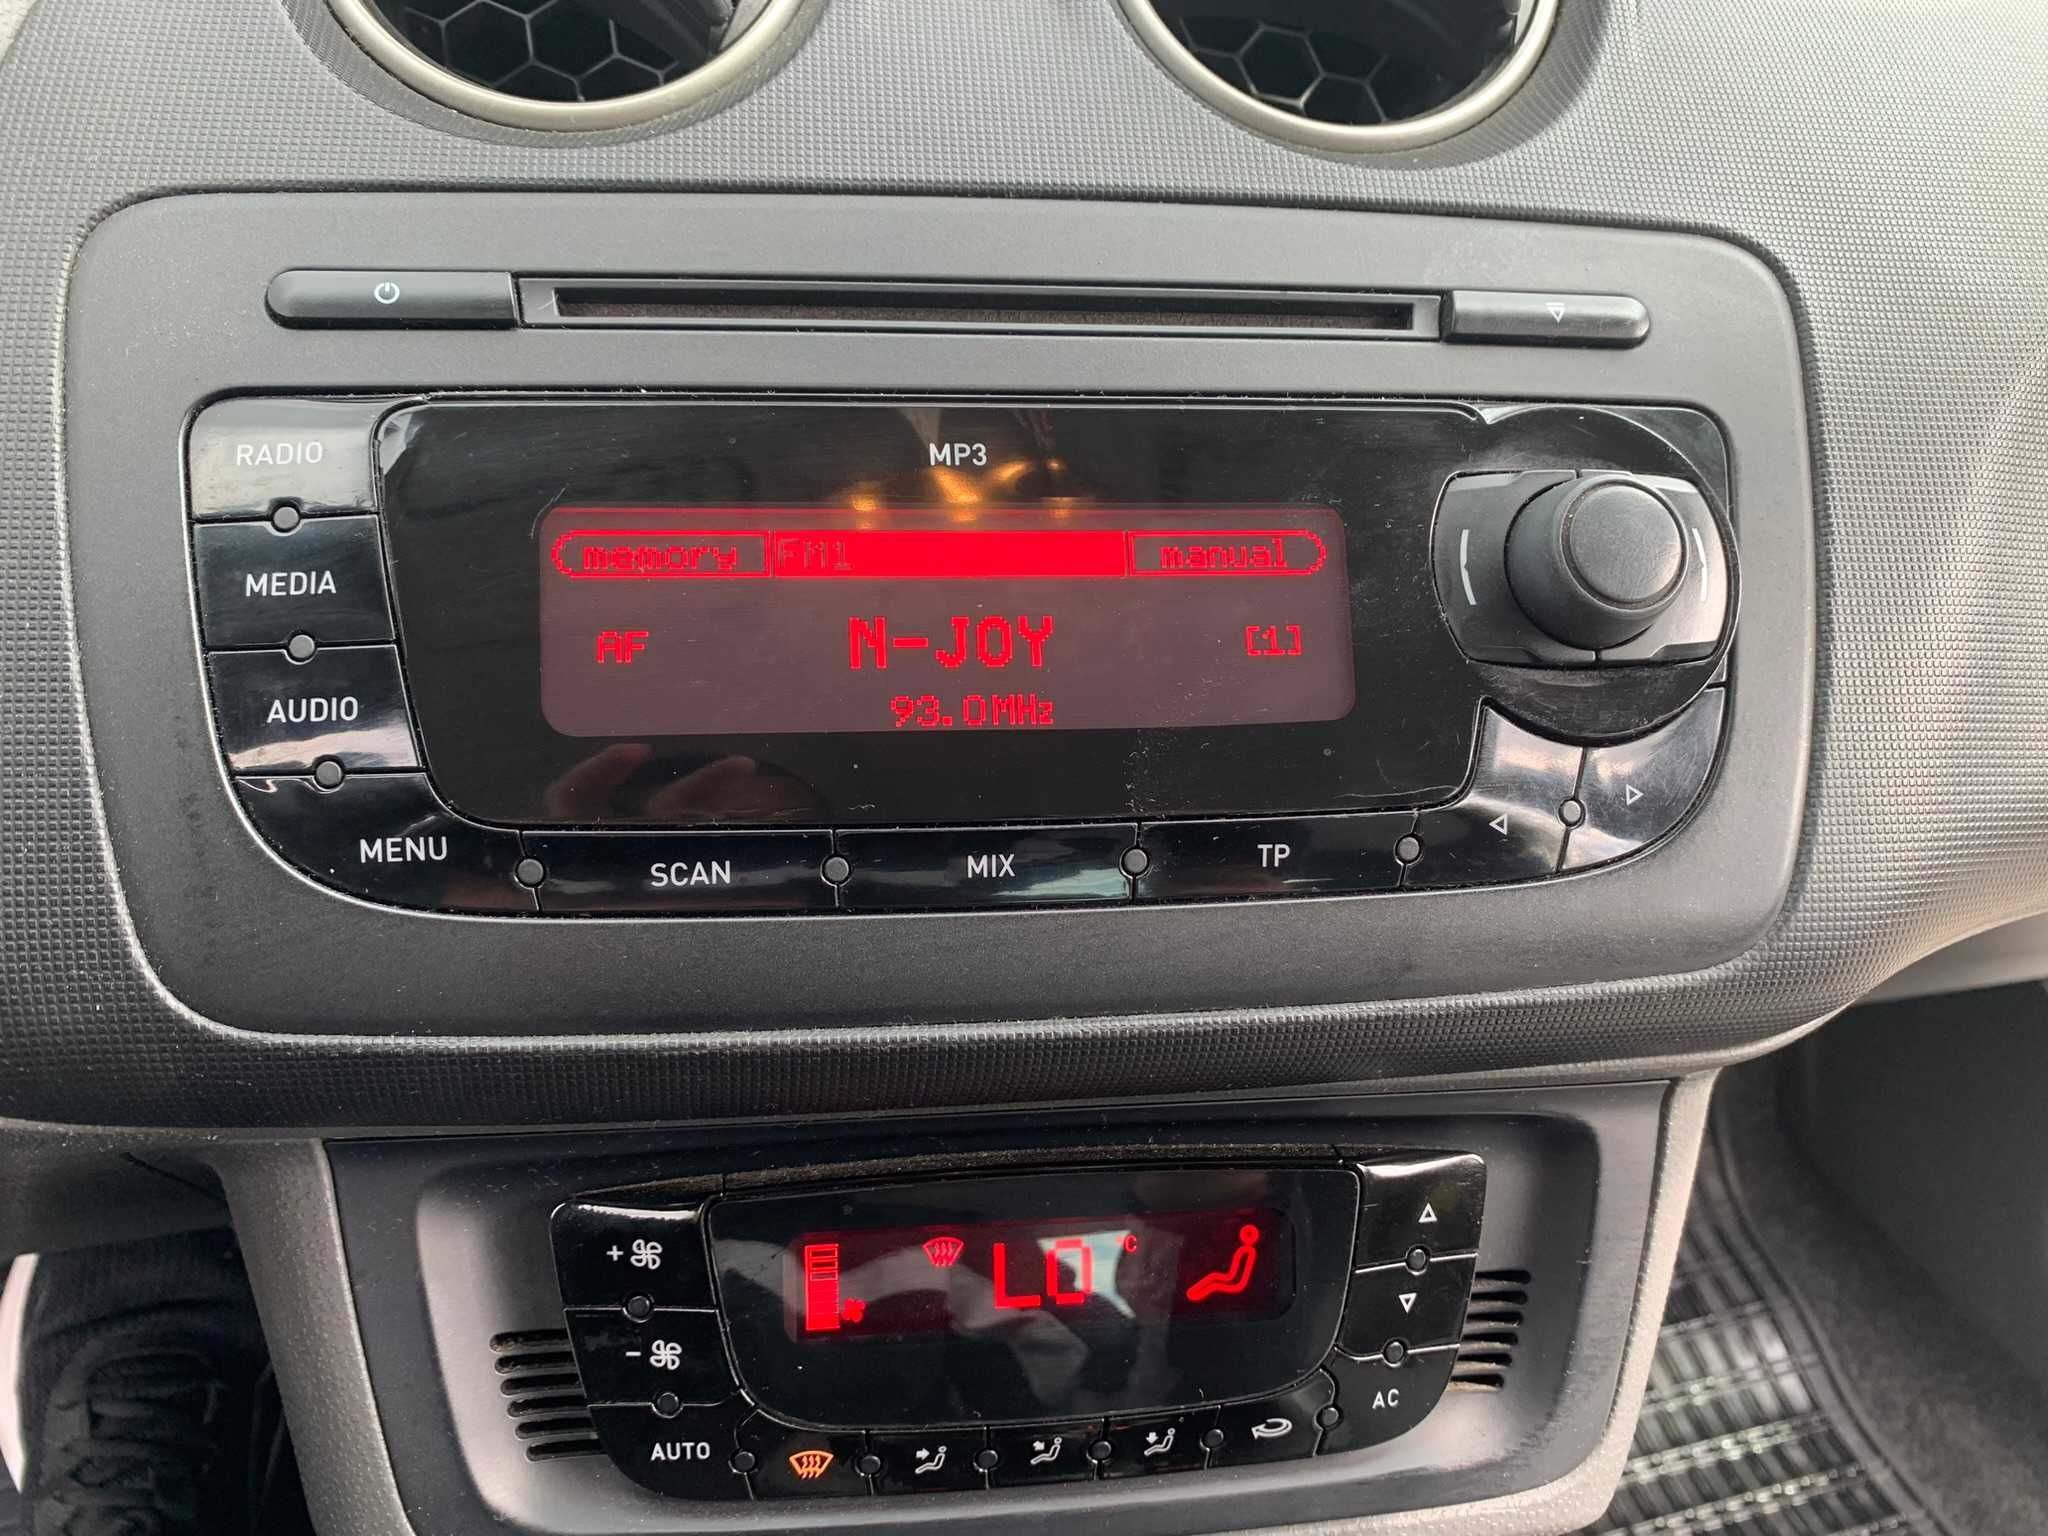 MP3
RADIO
memory FM1 manual
MEDIA
AF N-JOY [1]
AUDIO
93.0MHz
MENU SCAN MIX TP
+
LO °C
-
AUTO
AC